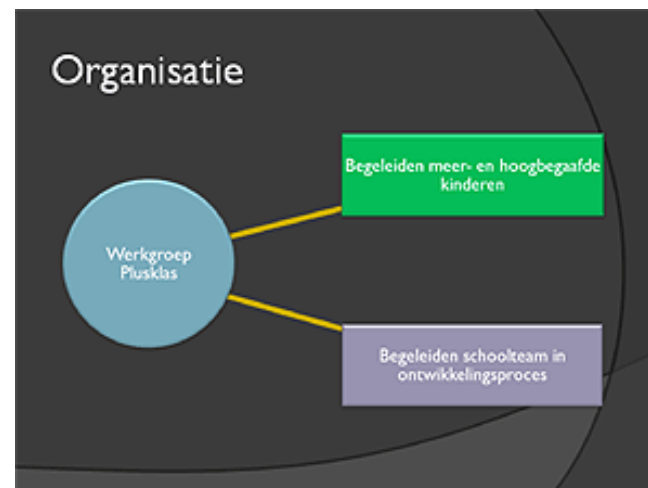 Organisatie
Begeleiden meer- en hoogbegaafde
kinderen
Werkgroep
Plusklas
Begeleiden schoolteam in
ontwikkelingsproces